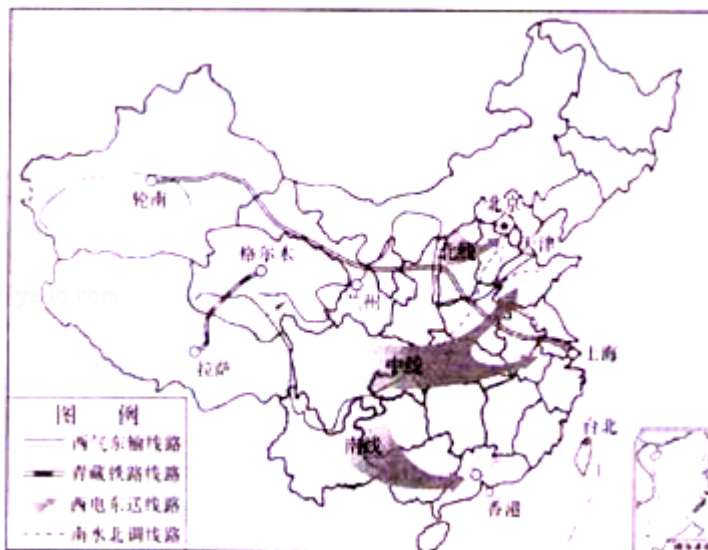 轮南
格尔木
拉萨
兰州
北京
天津
北线
中线
南线
上海
台北
香港
图 例
西气东输线路
青藏铁路线路
西电东送线路
南水北调线路